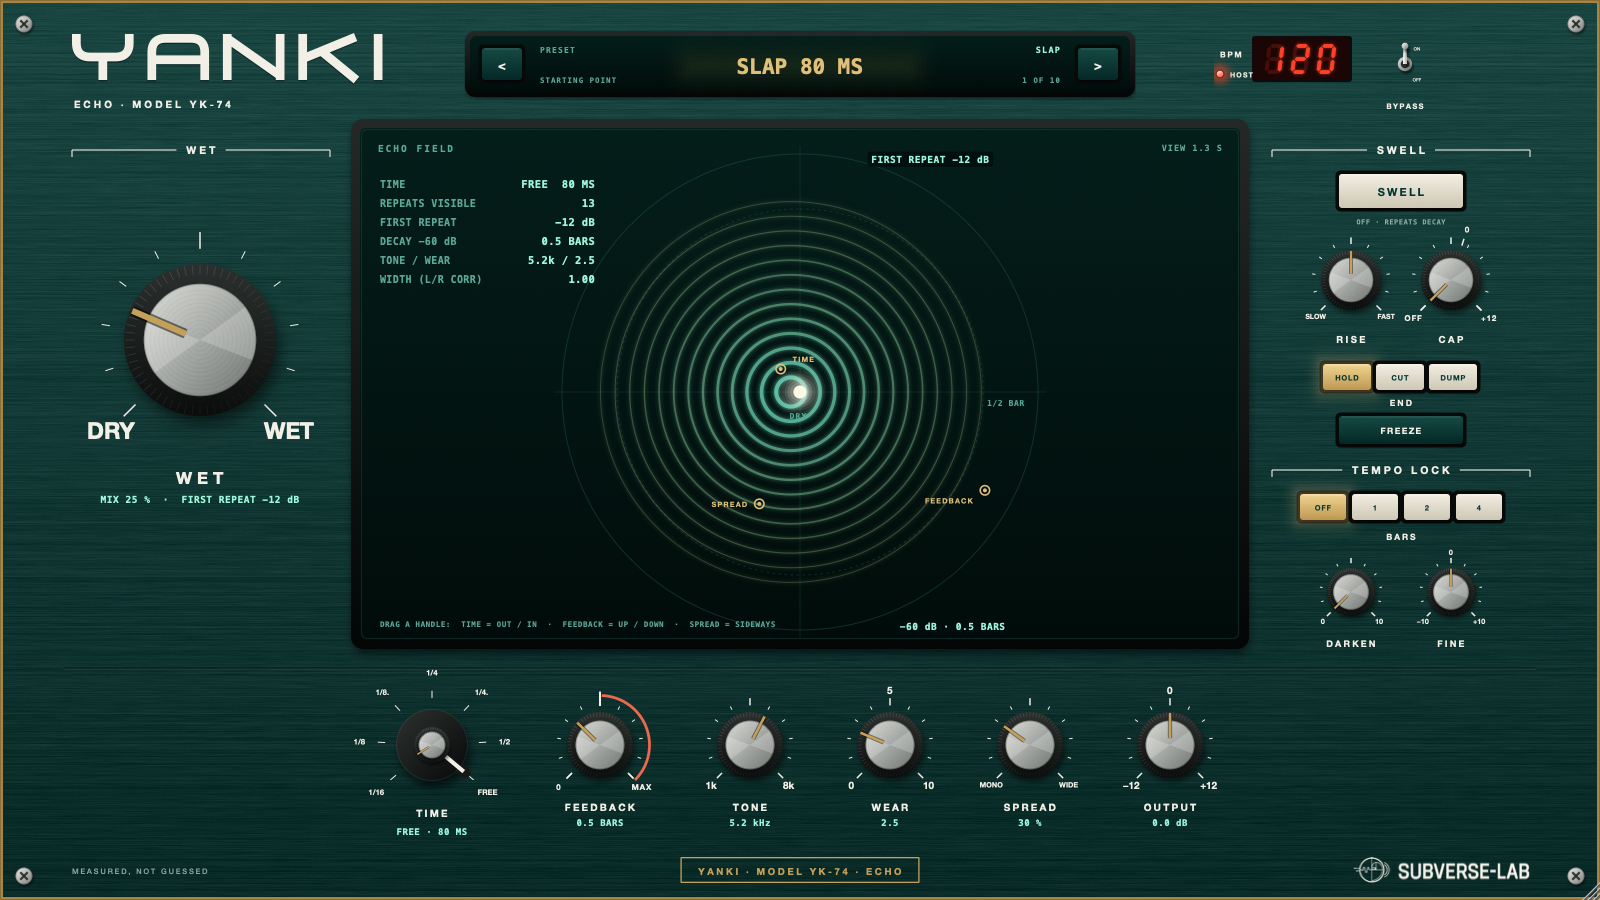 YANKI
ECHO · MODEL YK-74
<
PRESET
STARTING POINT
SLAP 80 MS
SLAP
1 OF 10
>
BPM
HOST
120
ON
OFF
BYPASS
WET
DRY
WET
WET
MIX 25 % · FIRST REPEAT −12 dB
ECHO FIELD
FIRST REPEAT −12 dB
VIEW 1.3 S
TIME FREE 80 MS
REPEATS VISIBLE 13
FIRST REPEAT −12 dB
DECAY −60 dB 0.5 BARS
TONE / WEAR 5.2k / 2.5
WIDTH (L/R CORR) 1.00
TIME
DRY
1/2 BAR
SPREAD
FEEDBACK
DRAG A HANDLE: TIME = OUT / IN · FEEDBACK = UP / DOWN · SPREAD = SIDEWAYS
−60 dB · 0.5 BARS
SWELL
SWELL
OFF · REPEATS DECAY
0
SLOW FAST
OFF +12
RISE
CAP
HOLD
CUT
DUMP
END
FREEZE
TEMPO LOCK
OFF
1
2
4
BARS
0
0 10
−10 +10
DARKEN
FINE
1/4
1/8. 1/4.
1/8 1/2
1/16 FREE
TIME
FREE · 80 MS
0 MAX
FEEDBACK
0.5 BARS
1k 8k
TONE
5.2 kHz
5
0 10
WEAR
2.5
MONO WIDE
SPREAD
30 %
0
−12 +12
OUTPUT
0.0 dB
MEASURED, NOT GUESSED
YANKI · MODEL YK-74 · ECHO
SUBVERSE-LAB